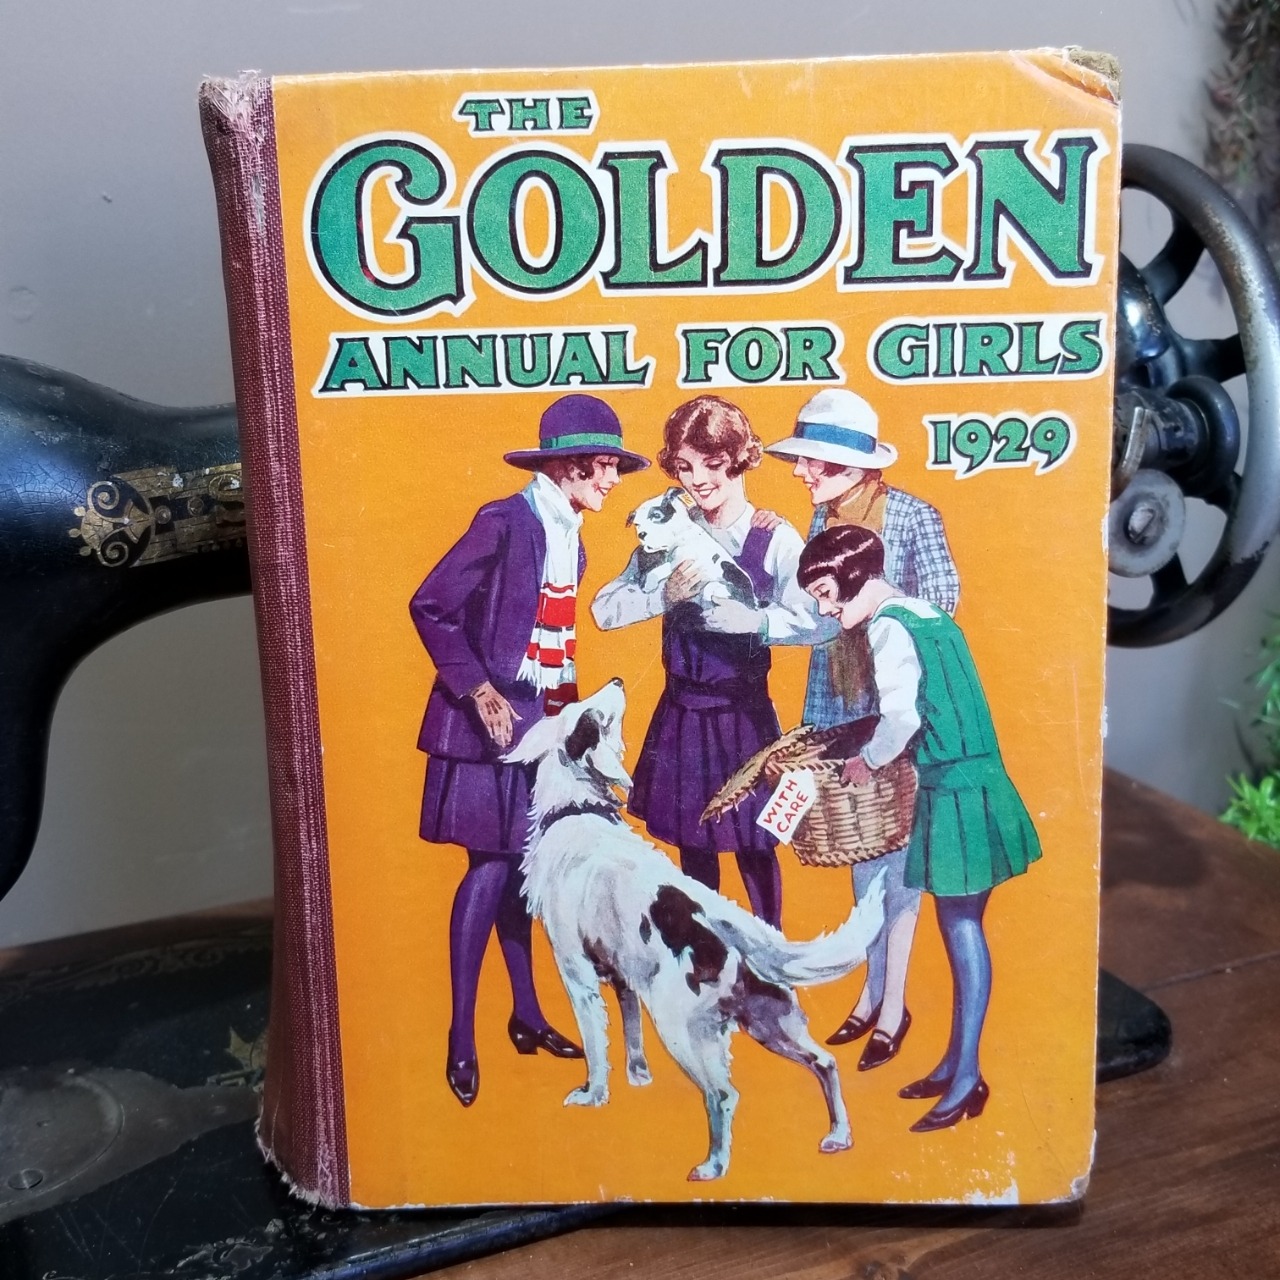 THE
GOLDEN
ANNUAL FOR GIRLS
1929
WITH
CARE